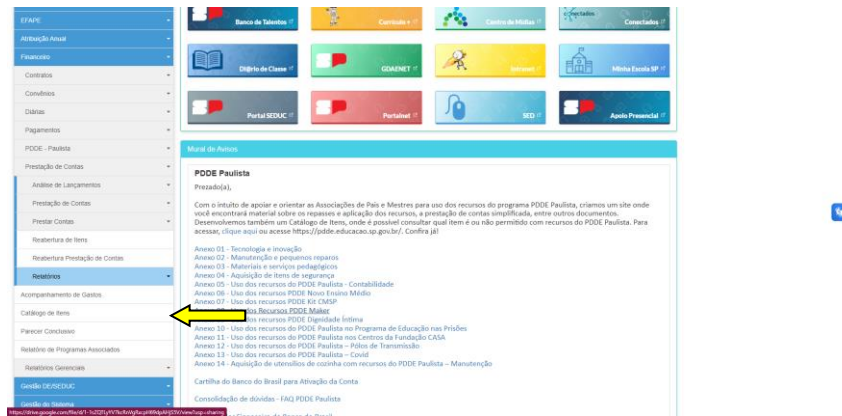 EFAPE
Atribuição Anual
Financeiro
Contratos
Convênios
Diárias
Pagamentos
PDDE - Paulista
Prestação de Contas
Análise de Lançamentos
Prestação de Contas
Prestar Contas
Reabertura de Itens
Reabertura Prestação de Contas
Relatórios
Acompanhamento de Gastos
Catálogo de Itens
Parecer Conclusivo
Relatório de Programas Associados
Relatórios Gerenciais
Gestão DE/SEDUC
Gestão do Sistema
Banco de Talentos
Currículo +
Centro de Mídias
Conectados
Diário de Classe
GDAENET
Intranet
Minha Escola SP
Portal SEDUC
Portalnet
SED
Apoio Presencial
Mural de Avisos
PDDE Paulista
Prezado(a),
Com o intuito de apoiar e orientar as Associações de Pais e Mestres para uso dos recursos do programa PDDE Paulista, criamos um site onde
você encontrará material sobre os repasses e aplicação dos recursos, a prestação de contas simplificada, entre outros documentos.
Desenvolvemos também um Catálogo de Itens, onde é possível consultar qual item é ou não permitido com recursos do PDDE Paulista. Para
acessar, clique aqui ou acesse https://pdde.educacao.sp.gov.br/. Confira já!
Anexo 01 - Tecnologia e inovação
Anexo 02 - Manutenção e pequenos reparos
Anexo 03 - Materiais e serviços pedagógicos
Anexo 04 - Aquisição de itens de segurança
Anexo 05 - Uso dos recursos do PDDE Paulista - Contabilidade
Anexo 06 - Uso dos recursos PDDE Novo Ensino Médio
Anexo 07 - Uso dos recursos PDDE Kit CMSP
dos Recursos PDDE Maker
dos recursos PDDE Dignidade Íntima
Anexo 10 - Uso dos recursos do PDDE Paulista no Programa de Educação nas Prisões
Anexo 11 - Uso dos recursos do PDDE Paulista nos Centros da Fundação CASA
Anexo 12 - Uso dos recursos do PDDE Paulista – Pólos de Transmissão
Anexo 13 - Uso dos recursos do PDDE Paulista – Covid
Anexo 14 - Aquisição de utensílios de cozinha com recursos do PDDE Paulista – Manutenção
Cartilha do Banco do Brasil para Ativação da Conta
Consolidação de dúvidas - FAQ PDDE Paulista